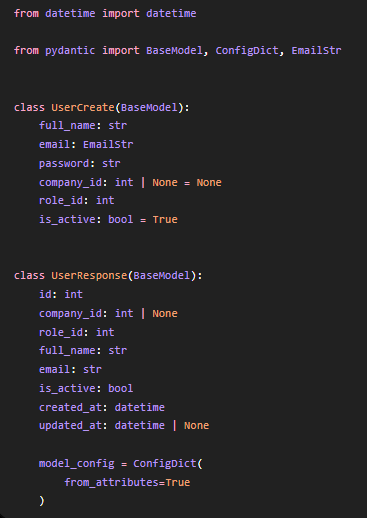 from datetime import datetime
from pydantic import BaseModel, ConfigDict, EmailStr
class UserCreate(BaseModel):
    full_name: str
    email: EmailStr
    password: str
    company_id: int | None = None
    role_id: int
    is_active: bool = True
class UserResponse(BaseModel):
    id: int
    company_id: int | None
    role_id: int
    full_name: str
    email: str
    is_active: bool
    created_at: datetime
    updated_at: datetime | None
    model_config = ConfigDict(
        from_attributes=True
    )